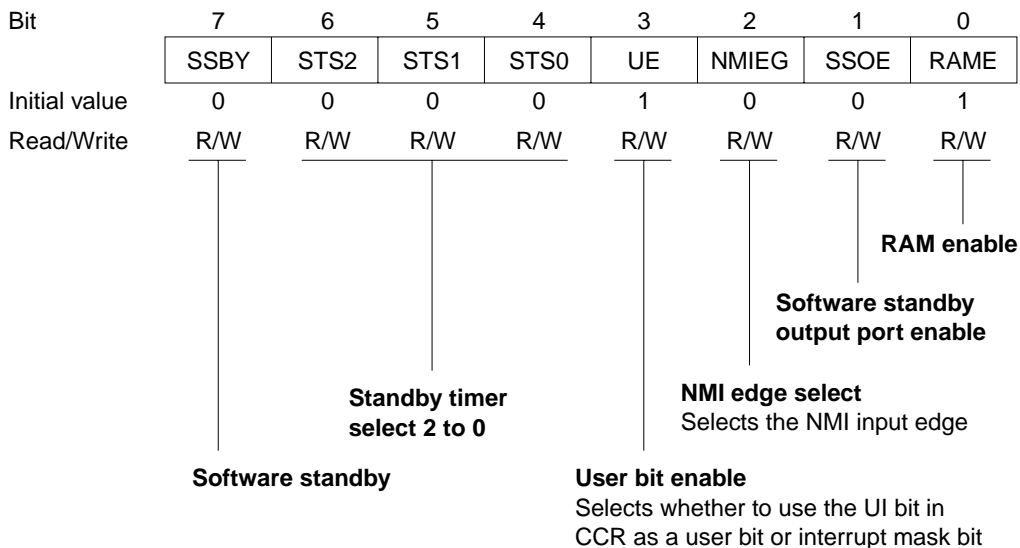 Bit 7 6 5 4 3 2 1 0
SSBY STS2 STS1 STS0 UE NMIEG SSOE RAME
Initial value 0 0 0 0 1 0 0 1
Read/Write R/W R/W R/W R/W R/W R/W R/W R/W
RAM enable
Software standby
output port enable
Standby timer
select 2 to 0
NMI edge select
Selects the NMI input edge
Software standby
User bit enable
Selects whether to use the UI bit in
CCR as a user bit or interrupt mask bit